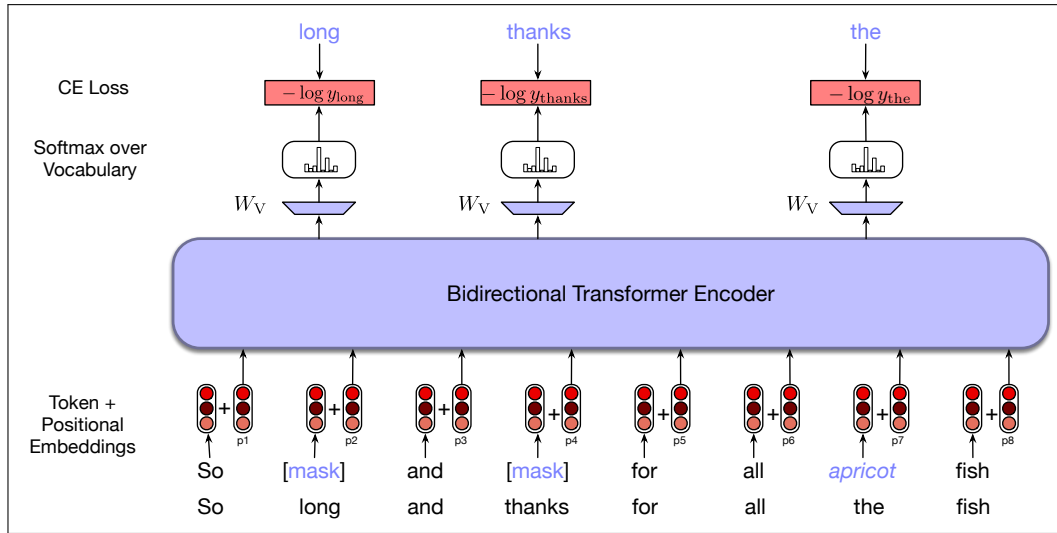 long thanks the
CE Loss
− log y_long − log y_thanks − log y_the
Softmax over
Vocabulary
W_V W_V W_V
Bidirectional Transformer Encoder
Token +
Positional
Embeddings
+ + + + + + + +
p1 p2 p3 p4 p5 p6 p7 p8
So [mask] and [mask] for all apricot fish
So long and thanks for all the fish